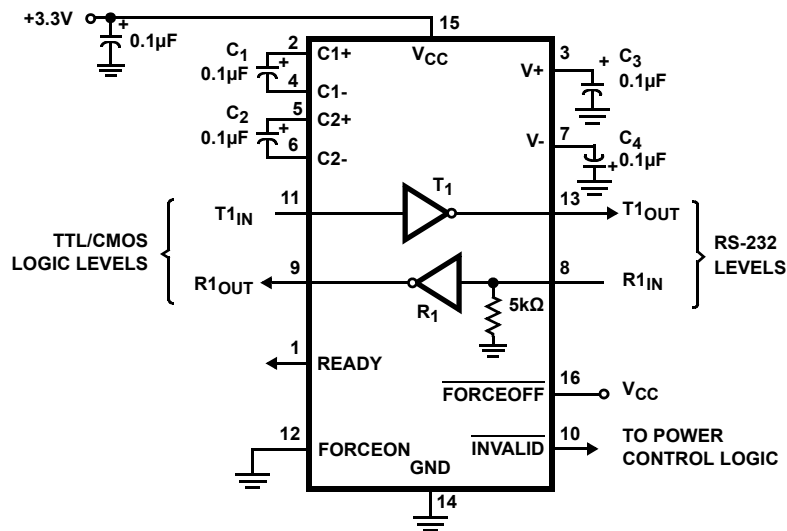 +3.3V
+
0.1µF
15
2
C1
0.1µF
+
4
C1+
C1-
VCC
5
C2
0.1µF
+
6
C2+
C2-
3
V+
+
C3
0.1µF
7
V-
C4
0.1µF
+
T1
T1IN
11
13
T1OUT
TTL/CMOS
LOGIC LEVELS
RS-232
LEVELS
R1OUT
9
R1
5kΩ
8
R1IN
1
READY
FORCEOFF
16
VCC
12
FORCEON
INVALID
10
TO POWER
CONTROL LOGIC
GND
14